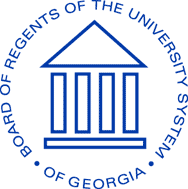 BOARD OF REGENTS OF THE UNIVERSITY SYSTEM
• OF GEORGIA •